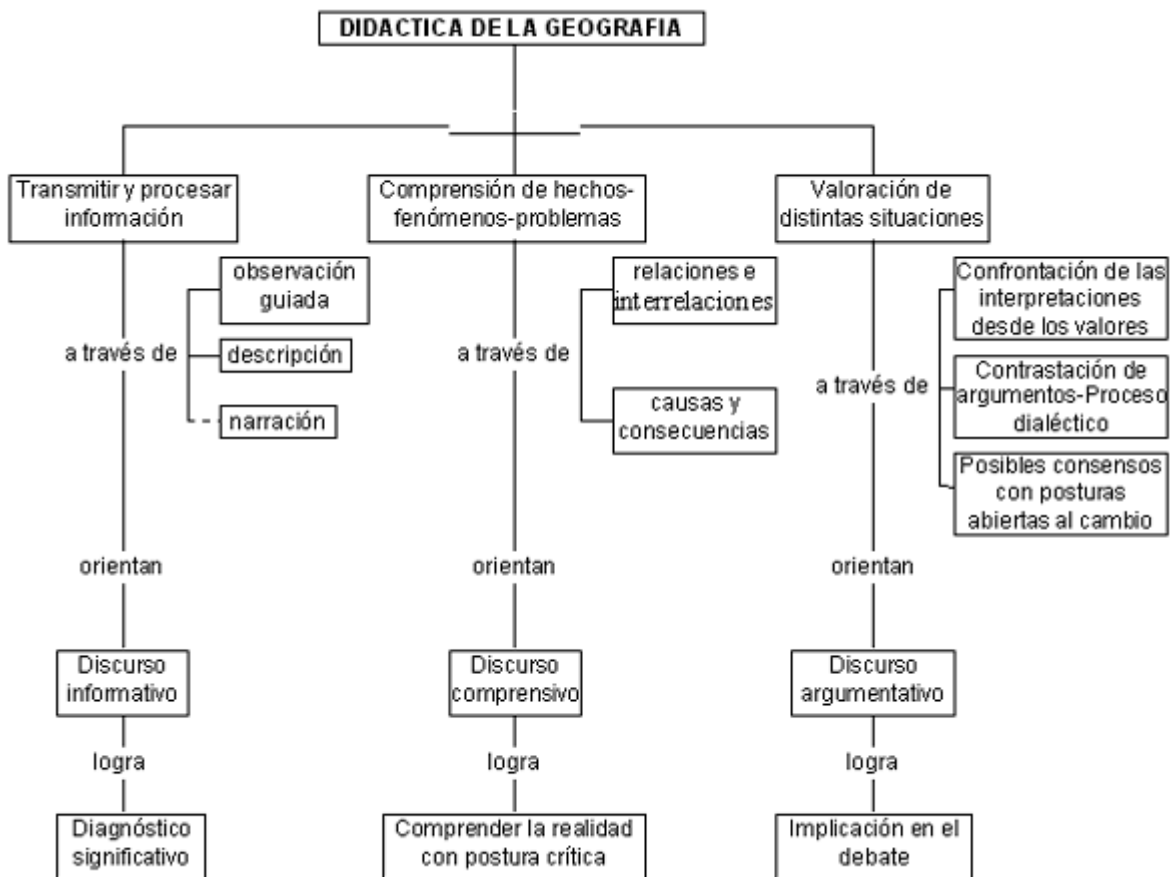 DIDACTICA DE LA GEOGRAFIA
Transmitir y procesar
información
Comprensión de hechos-
fenómenos-problemas
Valoración de
distintas situaciones
observación
guiada
a través de
descripción
narración
relaciones e
interrelaciones
a través de
causas y
consecuencias
Confrontación de las
interpretaciones
desde los valores
a través de
Contrastación de
argumentos-Proceso
dialéctico
Posibles consensos
con posturas
abiertas al cambio
orientan
orientan
orientan
Discurso
informativo
Discurso
comprensivo
Discurso
argumentativo
logra
logra
logra
Diagnóstico
significativo
Comprender la realidad
con postura crítica
Implicación en el
debate